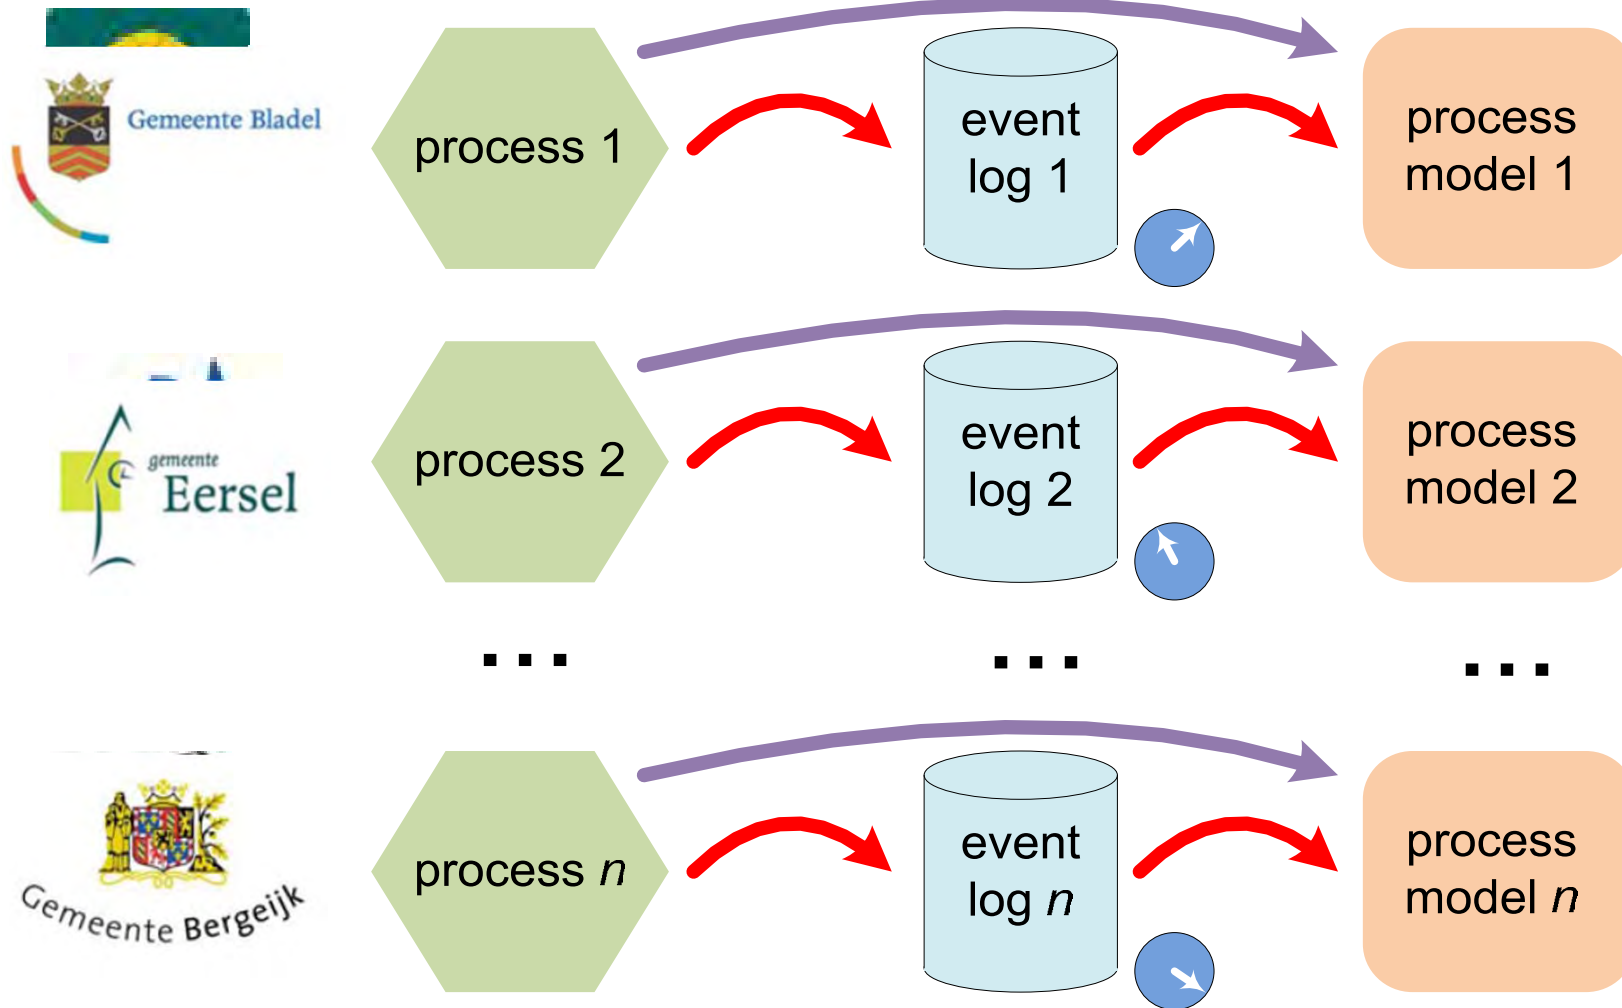 Gemeente Bladel
process 1
event
log 1
process
model 1
gemeente
Eersel
process 2
event
log 2
process
model 2
...
...
...
Gemeente Bergeijk
process n
event
log n
process
model n